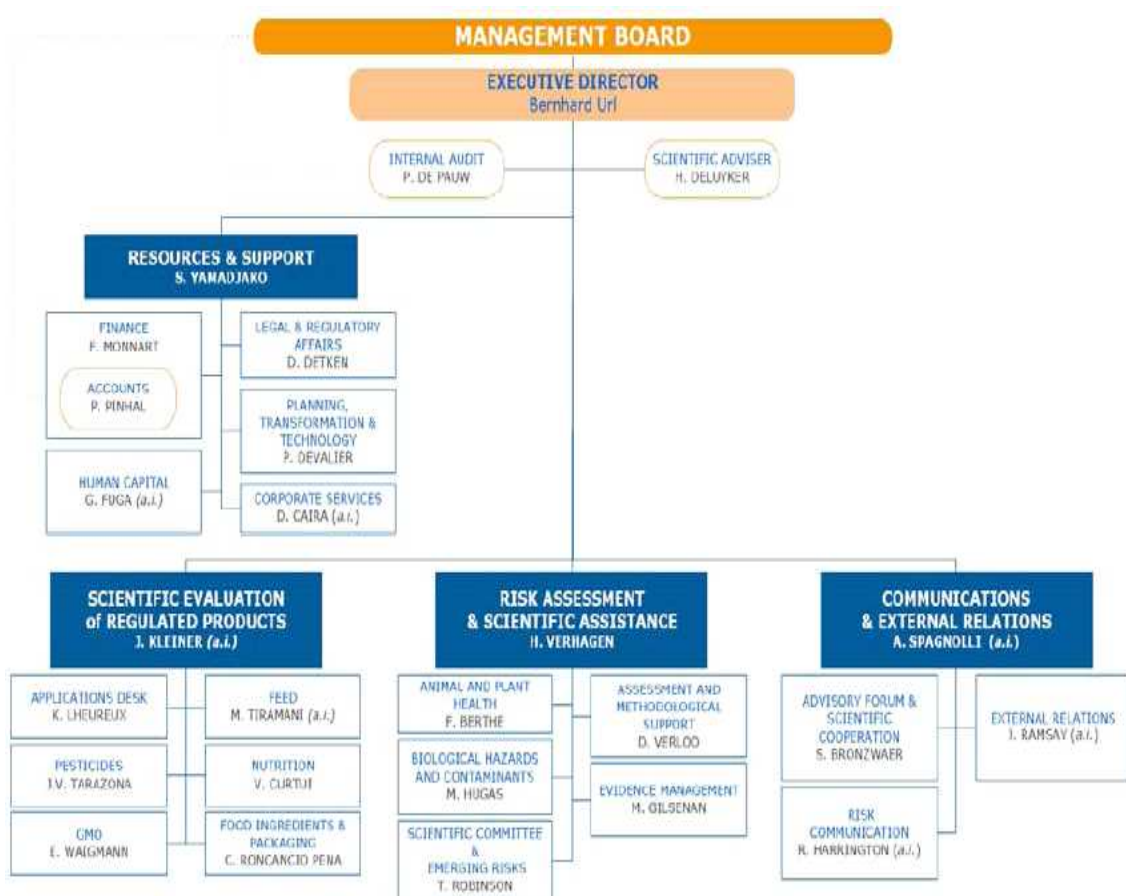 MANAGEMENT BOARD
EXECUTIVE DIRECTOR
Bernhard Url
INTERNAL AUDIT
P. DE PAUW
SCIENTIFIC ADVISER
H. DELUYKER
RESOURCES & SUPPORT
S. YAMADJAKO
FINANCE
F. MONNART
ACCOUNTS
P. PINHAL
LEGAL & REGULATORY
AFFAIRS
D. DETKEN
PLANNING,
TRANSFORMATION &
TECHNOLOGY
P. DEVALIER
HUMAN CAPITAL
G. FUGA (a.i.)
CORPORATE SERVICES
D. CAIRA (a.i.)
SCIENTIFIC EVALUATION
of REGULATED PRODUCTS
J. KLEINER (a.i.)
APPLICATIONS DESK
K. LHEUREUX
FEED
M. TIRAMANI (a.i.)
PESTICIDES
J.V. TARAZONA
NUTRITION
V. CURTUI
GMO
E. WAIGMANN
FOOD INGREDIENTS &
PACKAGING
C. RONCANCIO PENA
RISK ASSESSMENT
& SCIENTIFIC ASSISTANCE
H. VERHAGEN
ANIMAL AND PLANT
HEALTH
F. BERTHE
ASSESSMENT AND
METHODOLOGICAL
SUPPORT
D. VERLOO
BIOLOGICAL HAZARDS
AND CONTAMINANTS
M. HUGAS
EVIDENCE MANAGEMENT
M. GILSENAN
SCIENTIFIC COMMITTEE
&
EMERGING RISKS
T. ROBINSON
COMMUNICATIONS
& EXTERNAL RELATIONS
A. SPAGNOLLI (a.i.)
ADVISORY FORUM &
SCIENTIFIC
COOPERATION
S. BRONZWAER
EXTERNAL RELATIONS
J. RAMSAY (a.i.)
RISK
COMMUNICATION
R. HARRINGTON (a.i.)